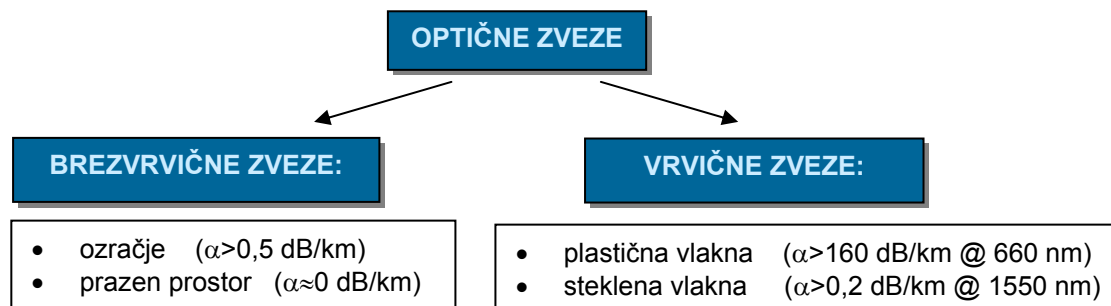 OPTIČNE ZVEZE
BREZVRVIČNE ZVEZE:
• ozračje (α>0,5 dB/km)
• prazen prostor (α≈0 dB/km)
VRVIČNE ZVEZE:
• plastična vlakna (α>160 dB/km @ 660 nm)
• steklena vlakna (α>0,2 dB/km @ 1550 nm)